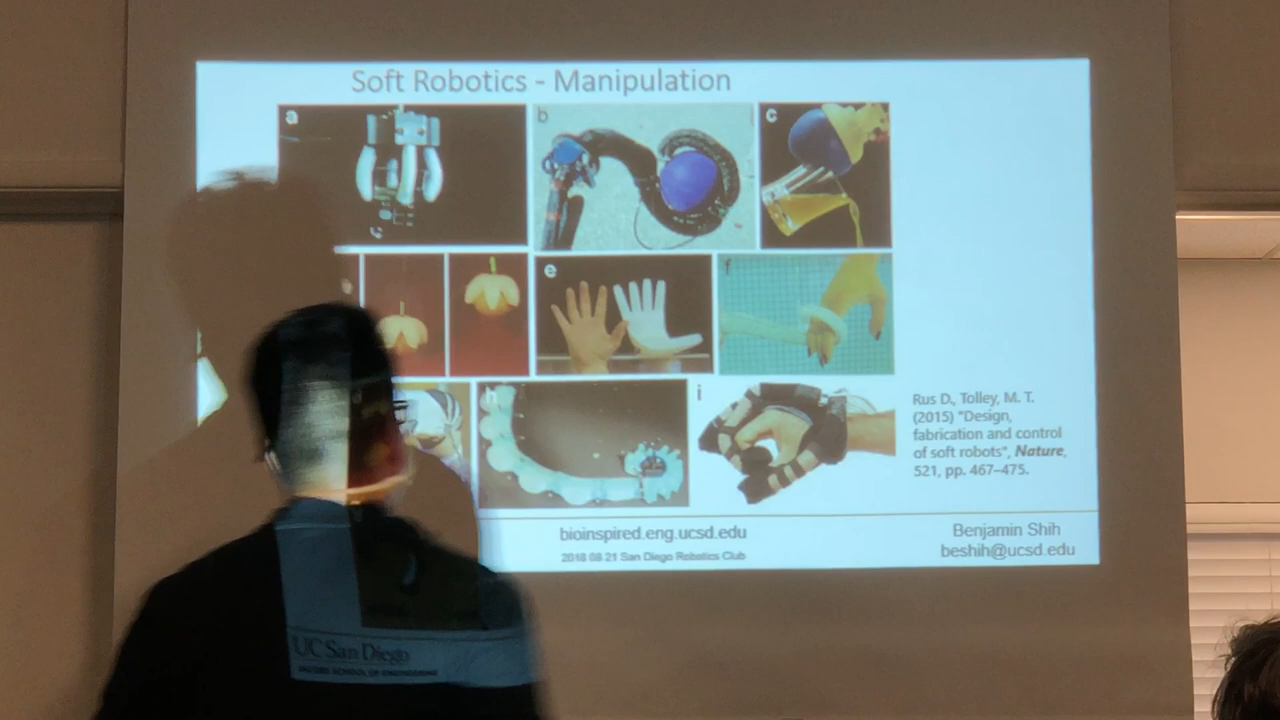 Soft Robotics - Manipulation
a
b
c
e
f
h
i
Rus D., Tolley, M. T.
(2015) "Design,
fabrication and control
of soft robots", Nature,
521, pp. 467–475.
bioinspired.eng.ucsd.edu
Benjamin Shih
2018 08 21 San Diego Robotics Club
beshih@ucsd.edu
UC San Diego
JACOBS SCHOOL OF ENGINEERING